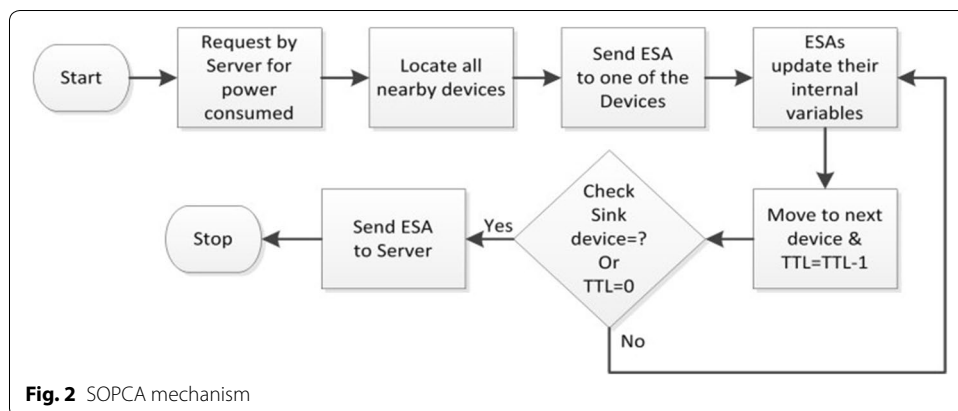 Start
Request by
Server for
power
consumed
Locate all
nearby devices
Send ESA
to one of the
Devices
ESAs
update their
internal
variables
Move to next
device &
TTL=TTL-1
Check
Sink
device=?
Or
TTL=0
Yes
No
Send ESA
to Server
Stop
Fig. 2 SOPCA mechanism